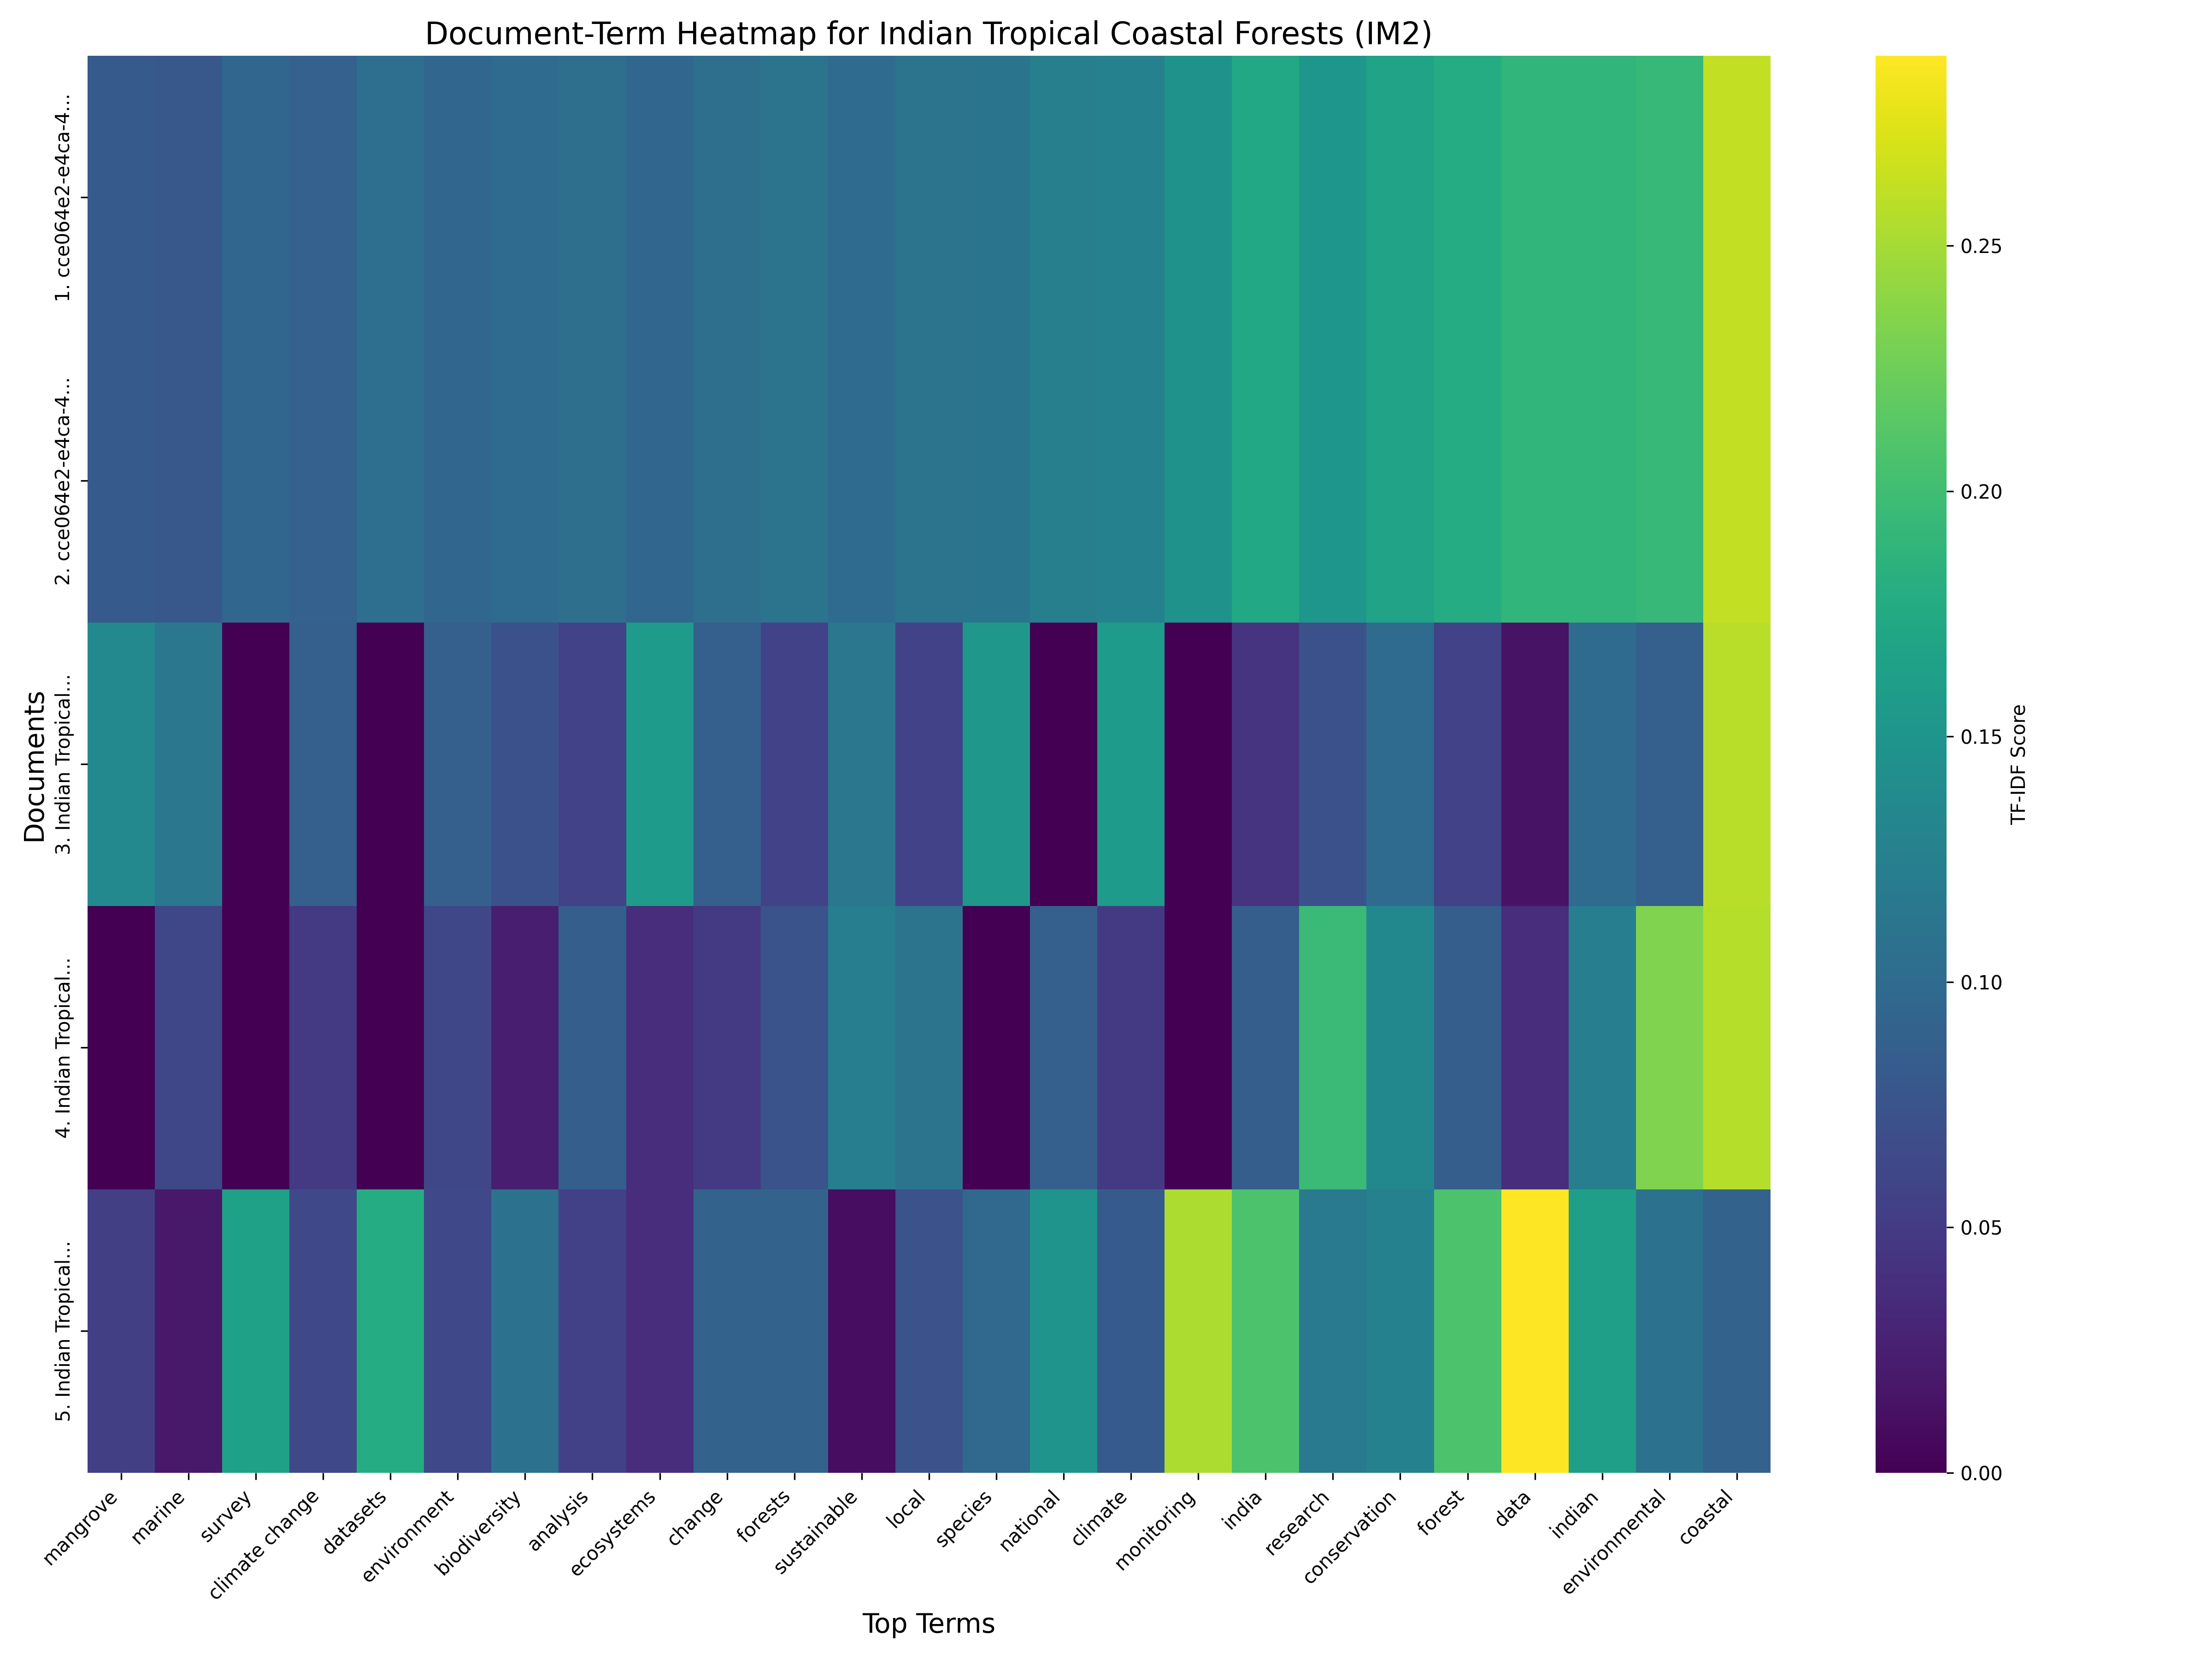 Document-Term Heatmap for Indian Tropical Coastal Forests (IM2)
Documents
1. cce064e2-e4ca-4...
2. cce064e2-e4ca-4...
3. Indian Tropical...
4. Indian Tropical...
5. Indian Tropical...
mangrove
marine
survey
climate change
datasets
environment
biodiversity
analysis
ecosystems
change
forests
sustainable
local
species
national
climate
monitoring
india
research
conservation
forest
data
indian
environmental
coastal
Top Terms
0.25
0.20
0.15
0.10
0.05
0.00
TF-IDF Score